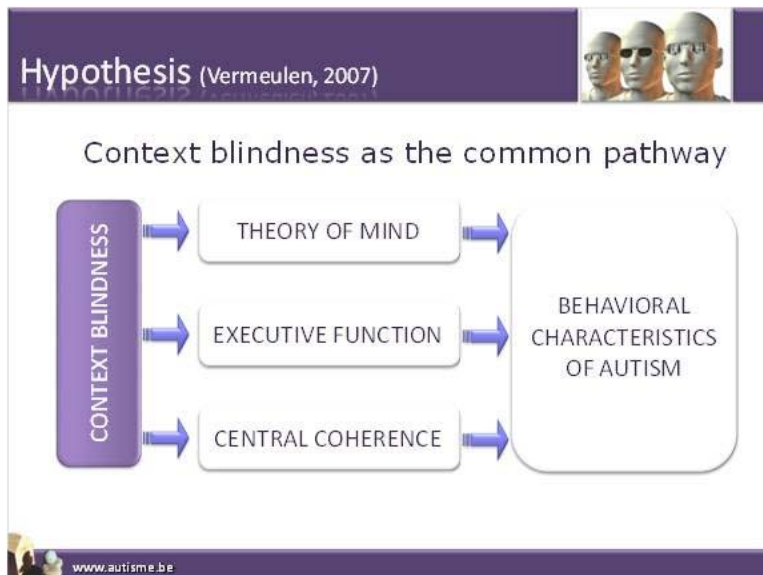 Hypothesis (Vermeulen, 2007)
Context blindness as the common pathway
CONTEXT BLINDNESS
THEORY OF MIND
EXECUTIVE FUNCTION
CENTRAL COHERENCE
BEHAVIORAL
CHARACTERISTICS
OF AUTISM
www.autisme.be